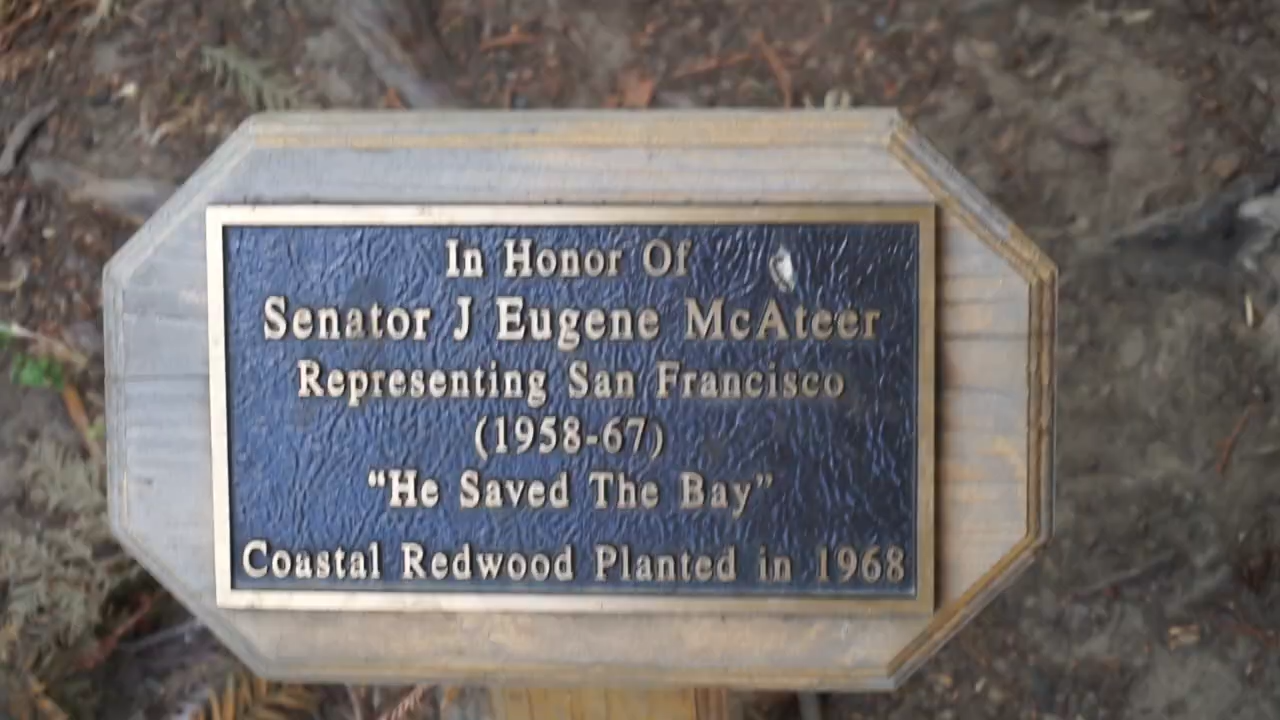 In Honor Of
Senator J Eugene McAteer
Representing San Francisco
(1958-67)
“He Saved The Bay”
Coastal Redwood Planted in 1968